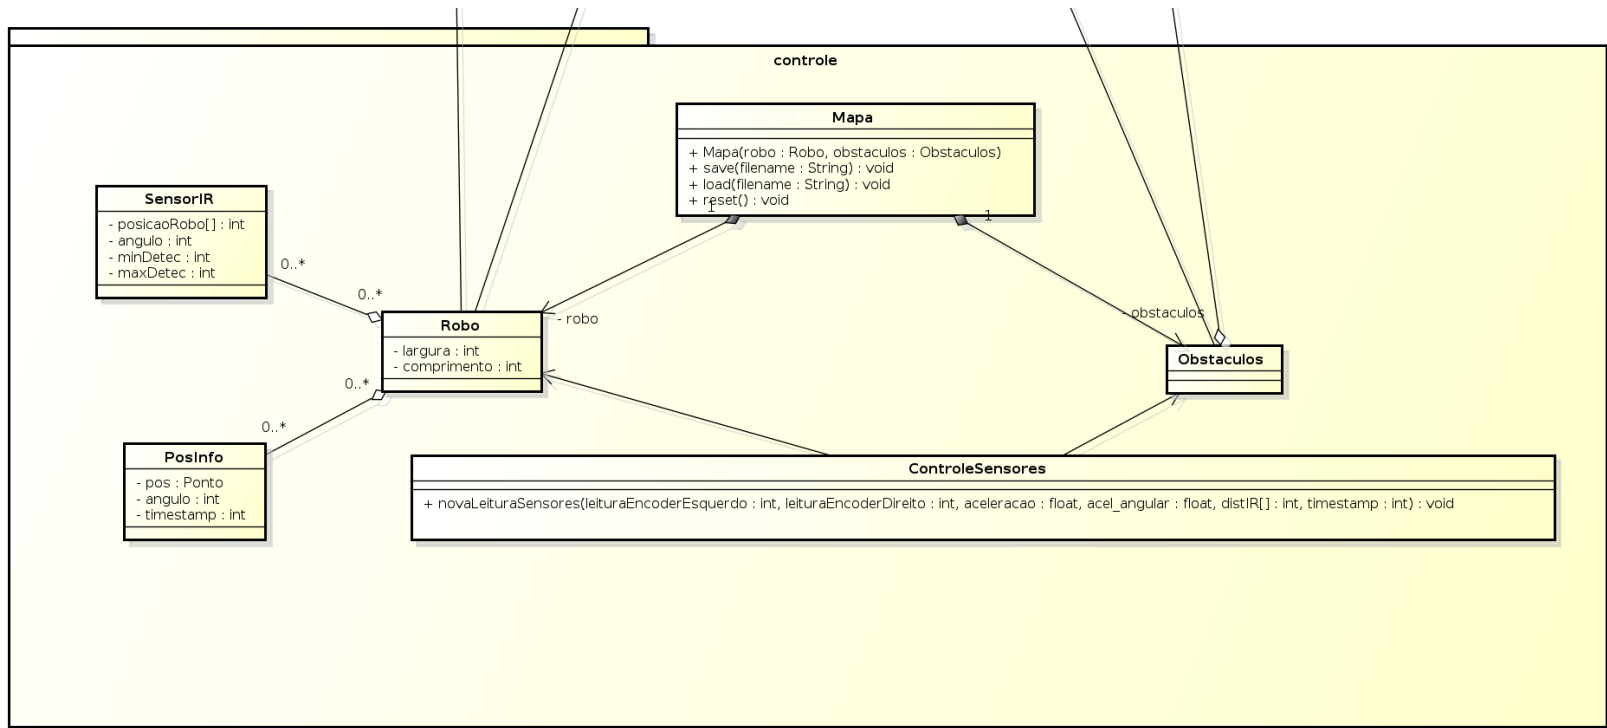 controle
Mapa
+ Mapa(robo : Robo, obstaculos : Obstaculos)
+ save(filename : String) : void
+ load(filename : String) : void
+ reset() : void
1
1
SensorIR
- posicaoRobo[] : int
- angulo : int
- minDetec : int
- maxDetec : int
0..*
0..*
Robo
- largura : int
- comprimento : int
- robo
- obstaculos
Obstaculos
0..*
0..*
PosInfo
- pos : Ponto
- angulo : int
- timestamp : int
ControleSensores
+ novaLeituraSensores(leituraEncoderEsquerdo : int, leituraEncoderDireito : int, aceleracao : float, acel_angular : float, distIR[] : int, timestamp : int) : void